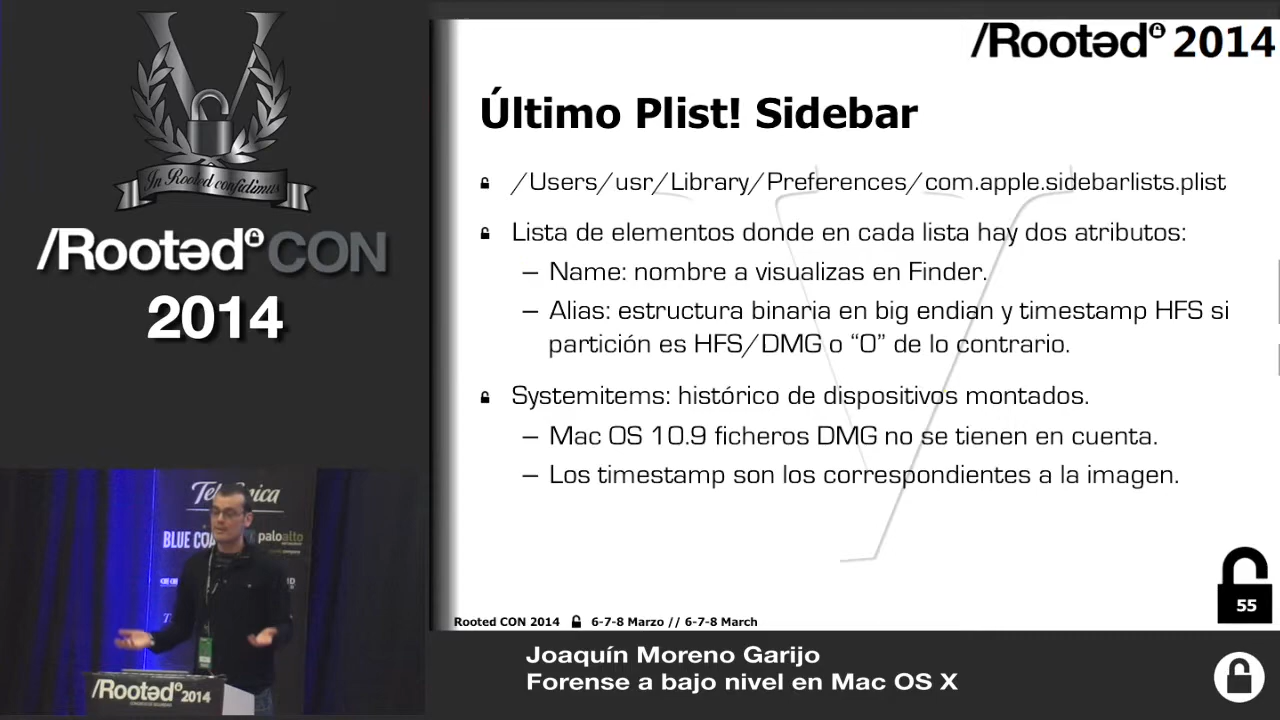 In Rooted confidimus
/Rootəd CON
2014
/Rootəd 2014
Último Plist! Sidebar
/Users/usr/Library/Preferences/com.apple.sidebarlists.plist
Lista de elementos donde en cada lista hay dos atributos:
– Name: nombre a visualizas en Finder.
– Alias: estructura binaria en big endian y timestamp HFS si
partición es HFS/DMG o “0” de lo contrario.
Systemitems: histórico de dispositivos montados.
– Mac OS 10.9 ficheros DMG no se tienen en cuenta.
– Los timestamp son los correspondientes a la imagen.
55
Rooted CON 2014 6-7-8 Marzo // 6-7-8 March
Telefónica
BLUE
paloalto
/Rootəd 2014
Joaquín Moreno Garijo
Forense a bajo nivel en Mac OS X